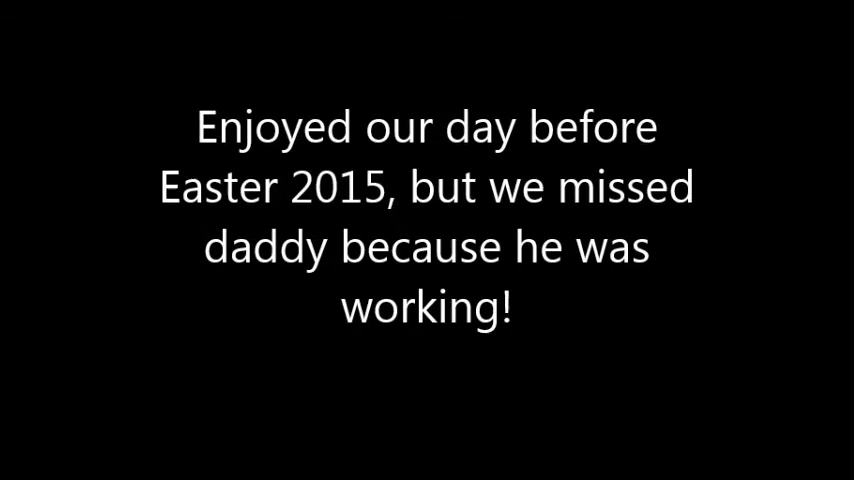 Enjoyed our day before
Easter 2015, but we missed
daddy because he was
working!